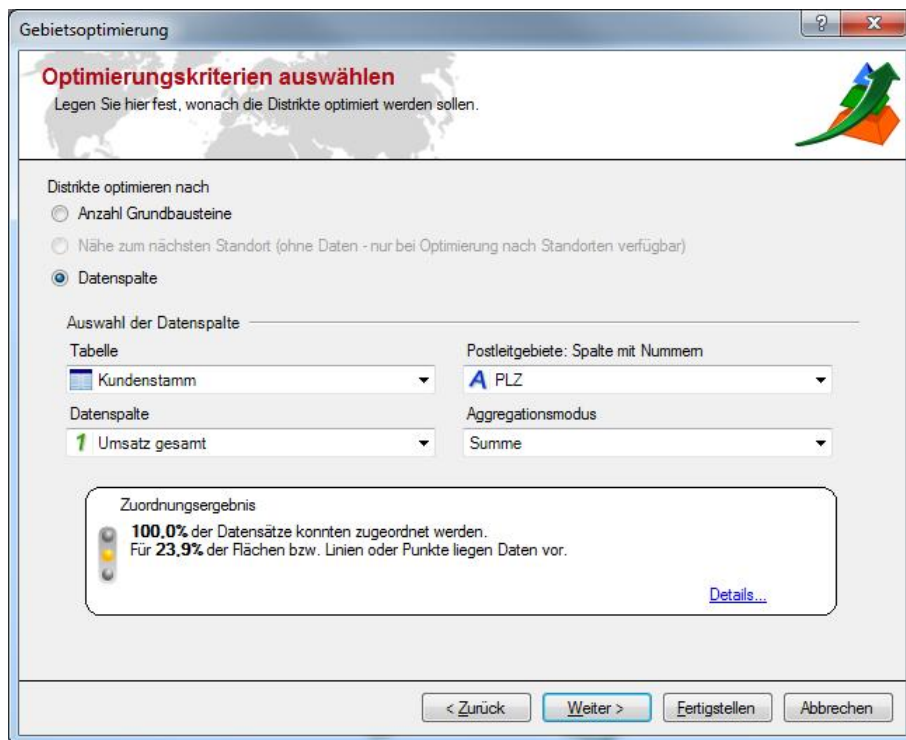 Gebietsoptimierung
Optimierungskriterien auswählen
Legen Sie hier fest, wonach die Distrikte optimiert werden sollen.
Distrikte optimieren nach
Anzahl Grundbausteine
Nähe zum nächsten Standort (ohne Daten - nur bei Optimierung nach Standorten verfügbar)
Datenspalte
Auswahl der Datenspalte
Tabelle
Postleitgebiete: Spalte mit Nummern
Kundenstamm
A PLZ
Datenspalte
Aggregationsmodus
1 Umsatz gesamt
Summe
Zuordnungsergebnis
100,0% der Datensätze konnten zugeordnet werden.
Für 23,9% der Flächen bzw. Linien oder Punkte liegen Daten vor.
Details...
< Zurück
Weiter >
Fertigstellen
Abbrechen